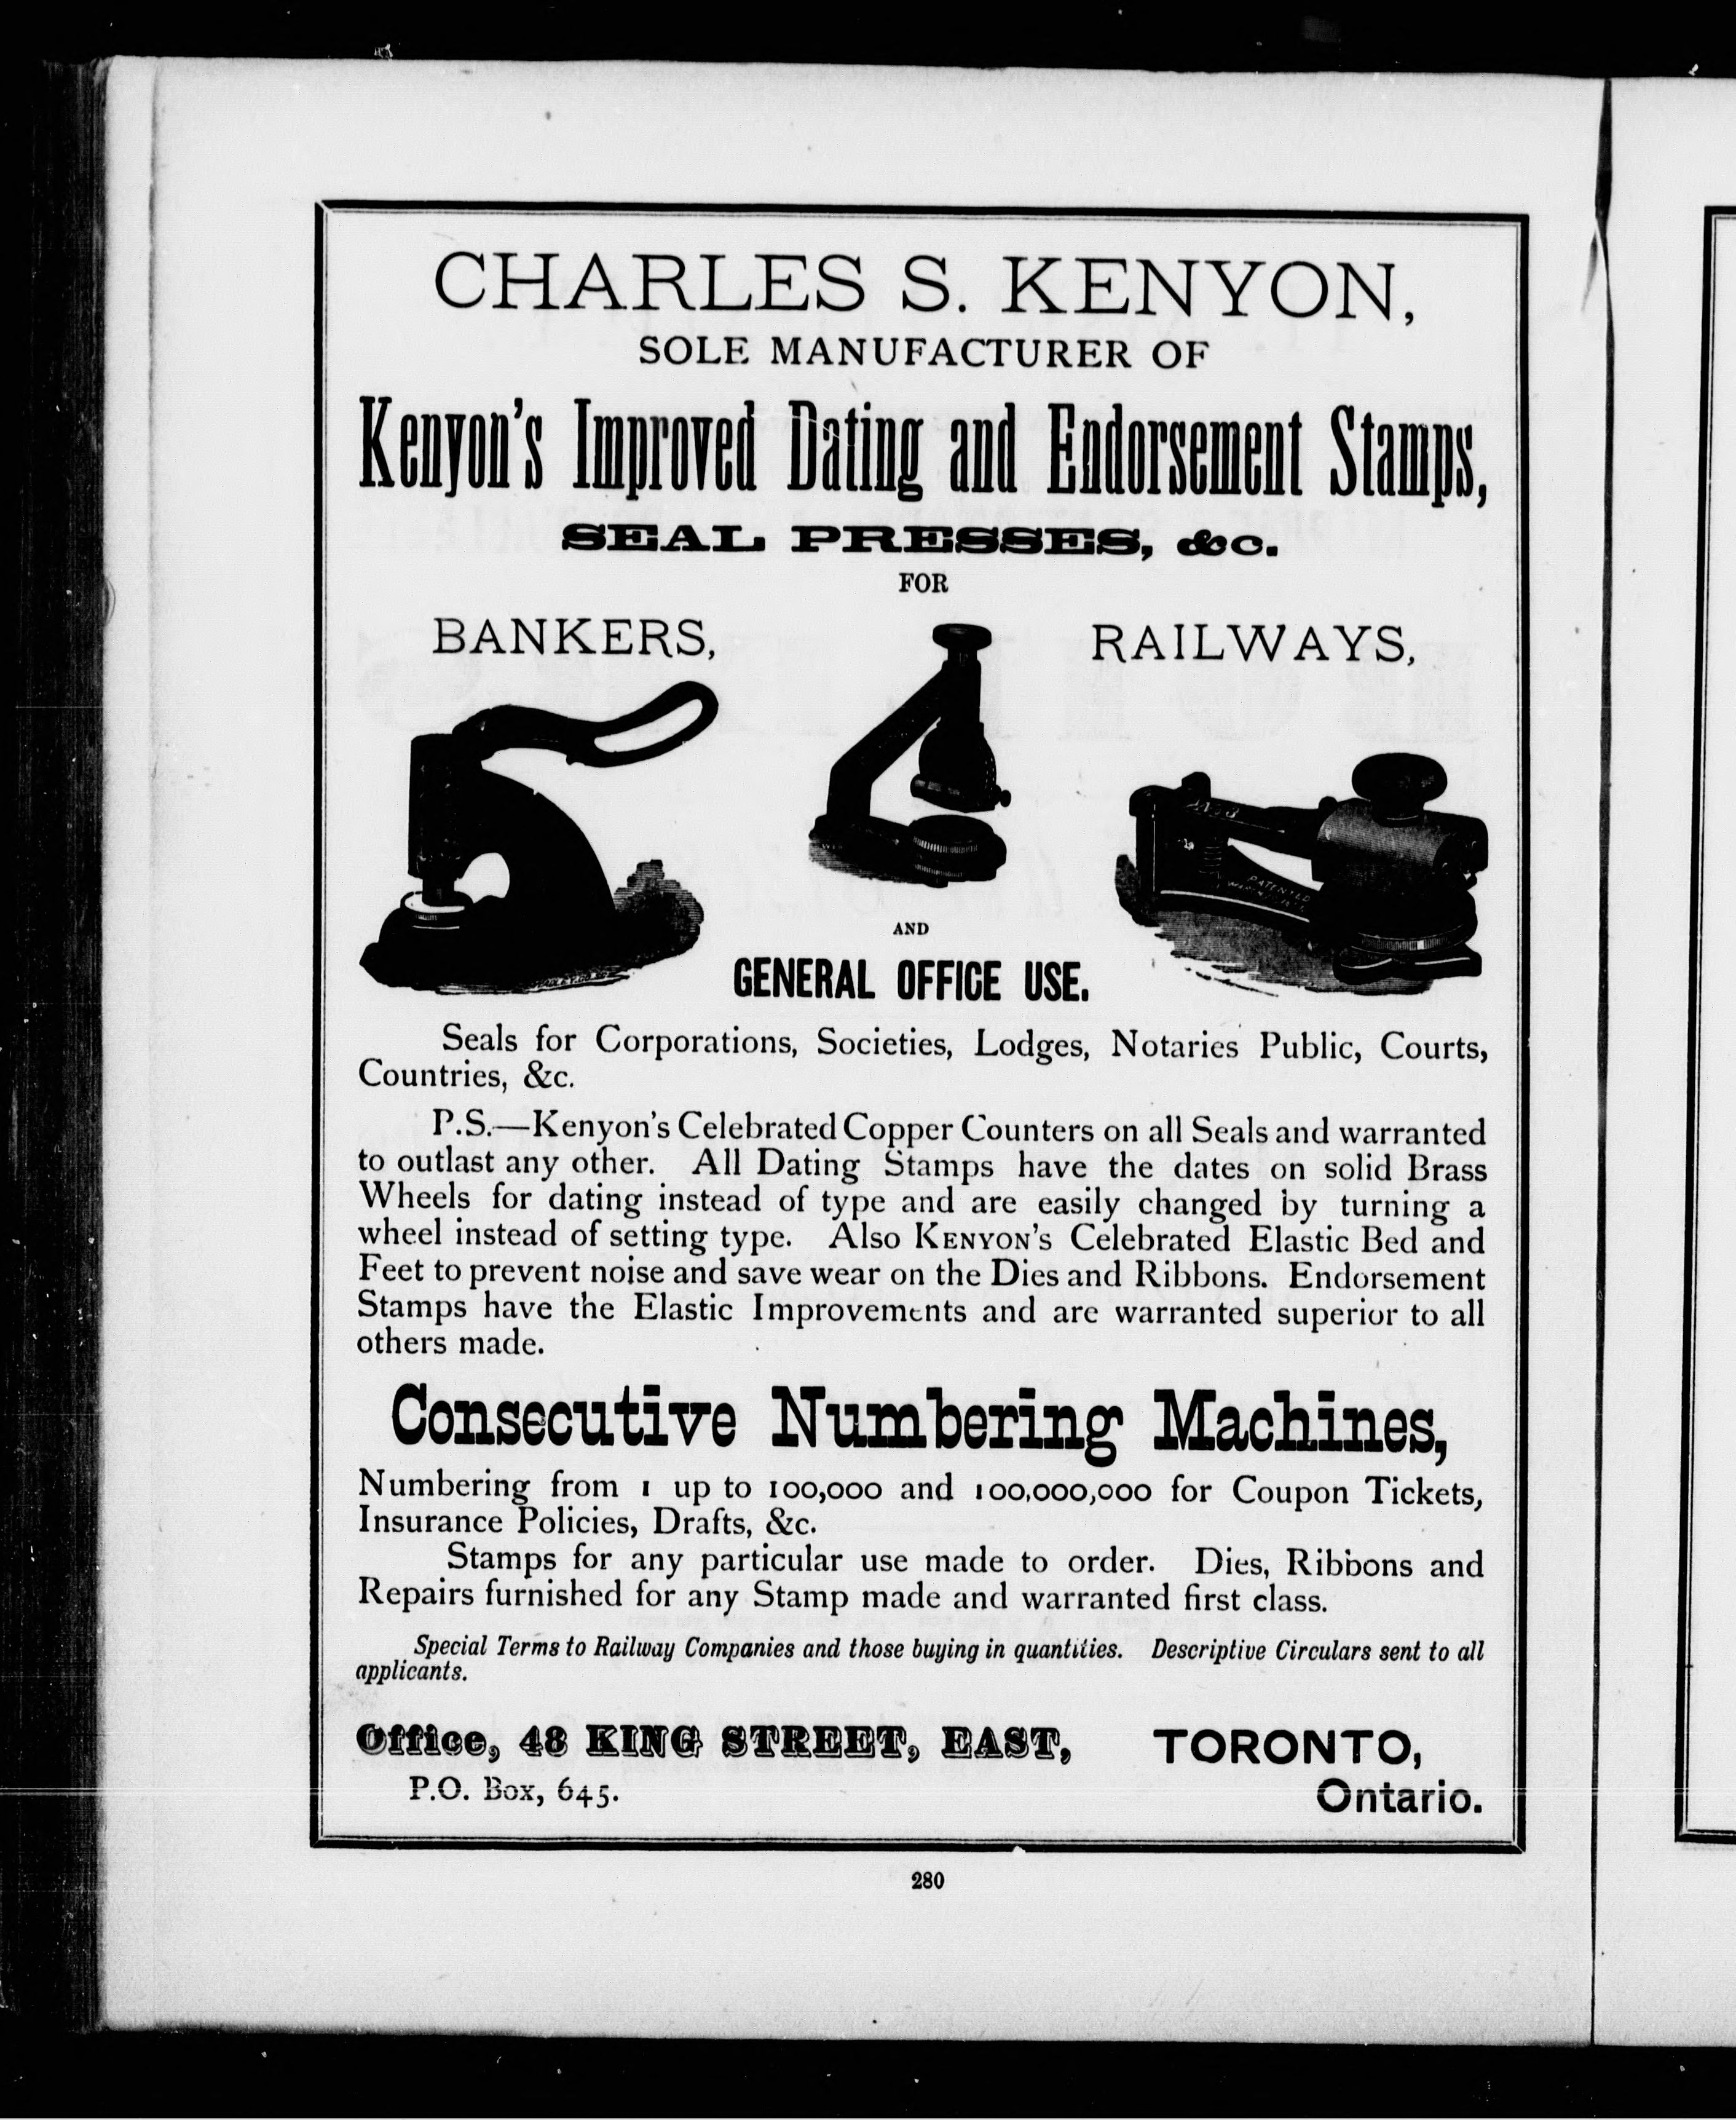 CHARLES S. KENYON,
SOLE MANUFACTURER OF
Kenyon's Improved Dating and Endorsement Stamps,
SEAL PRESSES, &c.
FOR
BANKERS,
RAILWAYS,
PATENTED
AND
GENERAL OFFICE USE.
Seals for Corporations, Societies, Lodges, Notaries Public, Courts,
Countries, &c.
P.S.—Kenyon's Celebrated Copper Counters on all Seals and warranted
to outlast any other. All Dating Stamps have the dates on solid Brass
Wheels for dating instead of type and are easily changed by turning a
wheel instead of setting type. Also KENYON'S Celebrated Elastic Bed and
Feet to prevent noise and save wear on the Dies and Ribbons. Endorsement
Stamps have the Elastic Improvements and are warranted superior to all
others made.
Consecutive Numbering Machines,
Numbering from 1 up to 100,000 and 100,000,000 for Coupon Tickets,
Insurance Policies, Drafts, &c.
Stamps for any particular use made to order. Dies, Ribbons and
Repairs furnished for any Stamp made and warranted first class.
Special Terms to Railway Companies and those buying in quantities. Descriptive Circulars sent to all
applicants.
Office, 48 KING STREET, EAST, TORONTO,
P.O. Box, 645. Ontario.
280